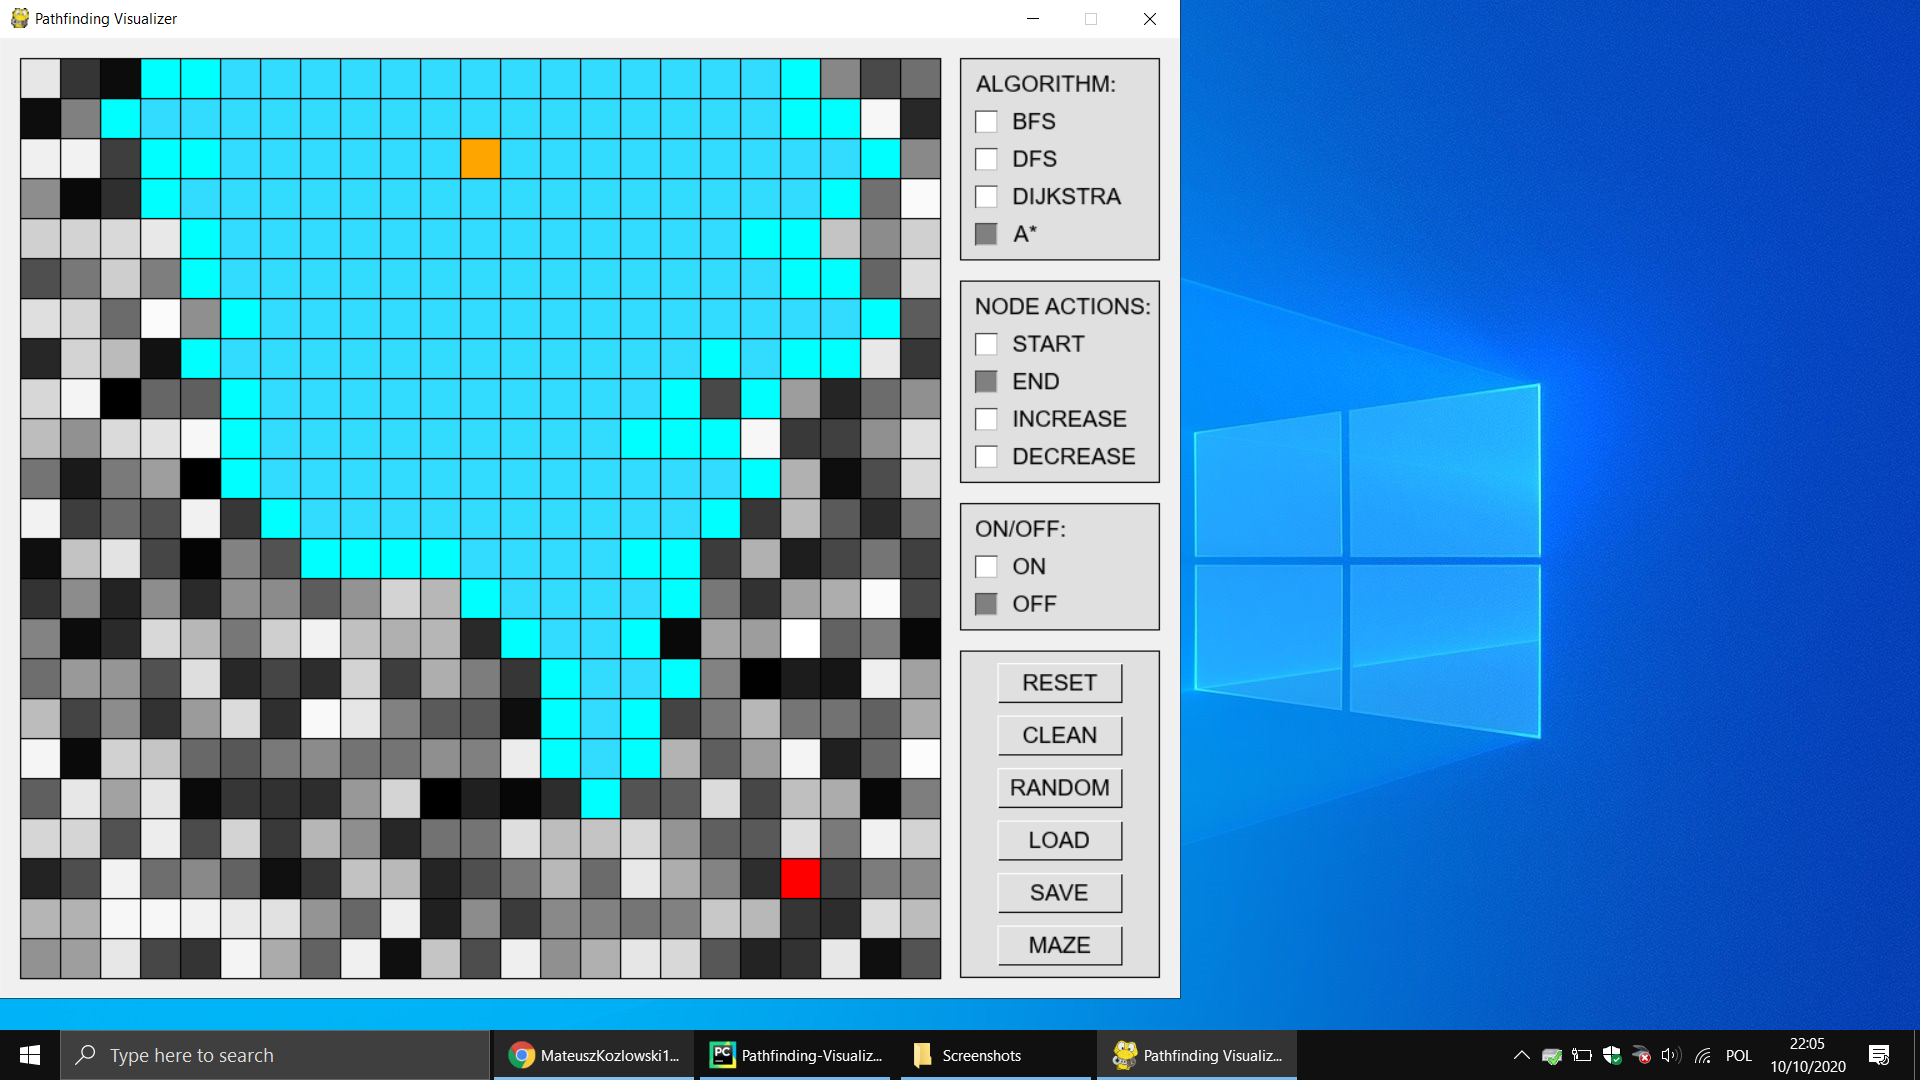 Pathfinding Visualizer
ALGORITHM:
BFS
DFS
DIJKSTRA
A*
NODE ACTIONS:
START
END
INCREASE
DECREASE
ON/OFF:
ON
OFF
RESET
CLEAN
RANDOM
LOAD
SAVE
MAZE
Type here to search
MateuszKozlowski1...
PC
Pathfinding-Visualiz...
Screenshots
Pathfinding Visualiz...
POL
22:05
10/10/2020